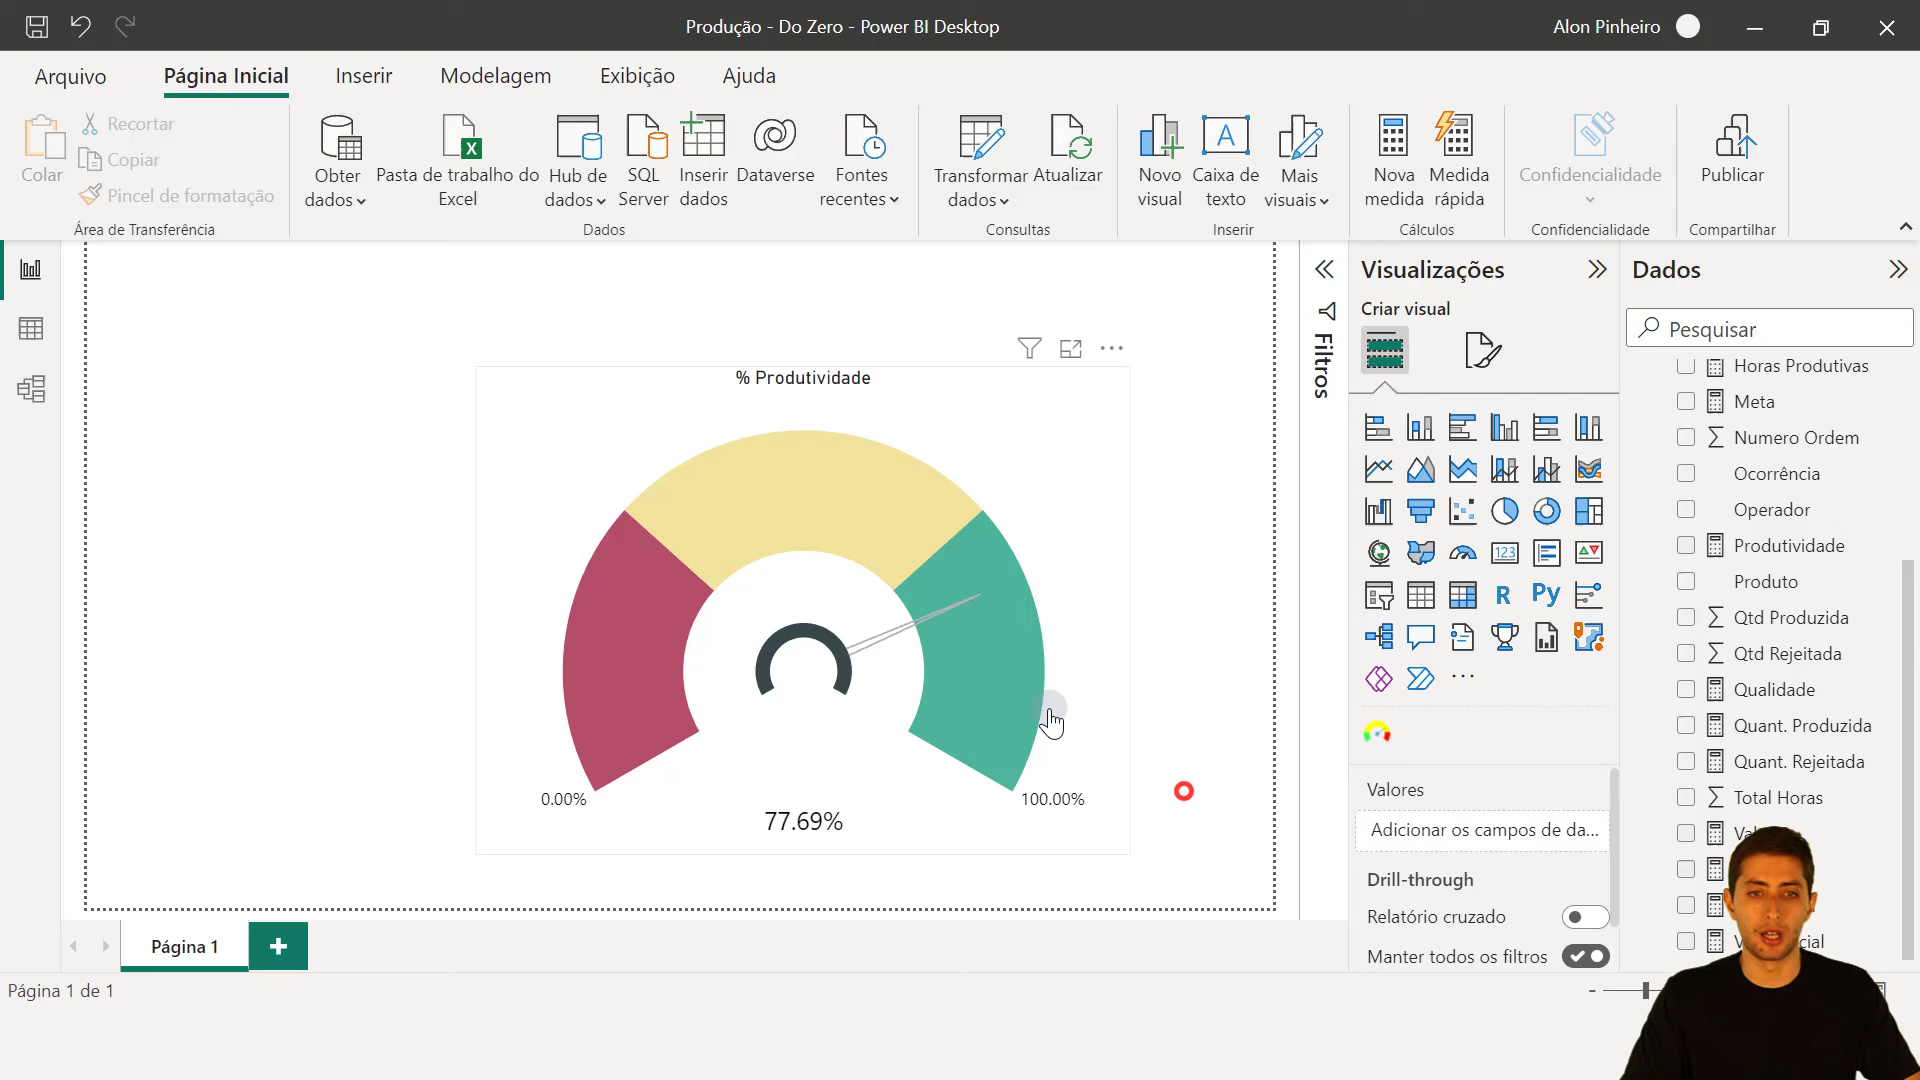 Produção - Do Zero - Power BI Desktop
Alon Pinheiro
Arquivo
Página Inicial
Inserir
Modelagem
Exibição
Ajuda
Colar
Recortar
Copiar
Pincel de formatação
Área de Transferência
Obter
dados
Pasta de trabalho do
Excel
Hub de
dados
SQL
Server
Inserir
dados
Dataverse
Fontes
recentes
Dados
Transformar
dados
Atualizar
Consultas
Novo
visual
Caixa de
texto
Mais
visuais
Inserir
Nova
medida
Medida
rápida
Cálculos
Confidencialidade
Confidencialidade
Publicar
Compartilhar
% Produtividade
0.00%
100.00%
77.69%
Filtros
Visualizações
Criar visual
123
R
Py
Valores
Adicionar os campos de da...
Drill-through
Relatório cruzado
Manter todos os filtros
Dados
Pesquisar
Horas Produtivas
Meta
Numero Ordem
Ocorrência
Operador
Produtividade
Produto
Qtd Produzida
Qtd Rejeitada
Qualidade
Quant. Produzida
Quant. Rejeitada
Total Horas
Página 1
Página 1 de 1